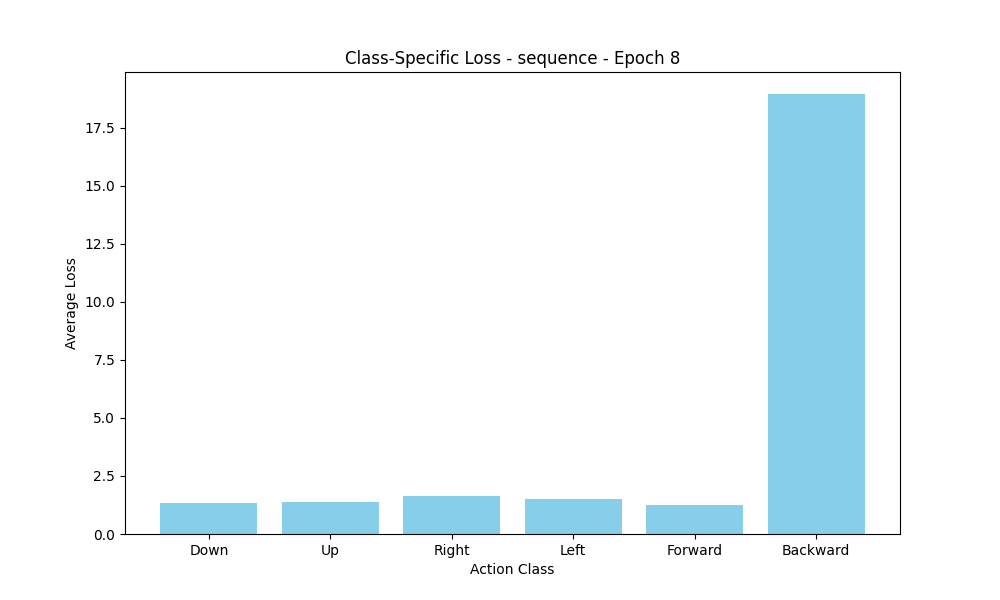 Class-Specific Loss - sequence - Epoch 8
17.5
15.0
12.5
10.0
7.5
5.0
2.5
0.0
Average Loss
Down Up Right Left Forward Backward
Action Class